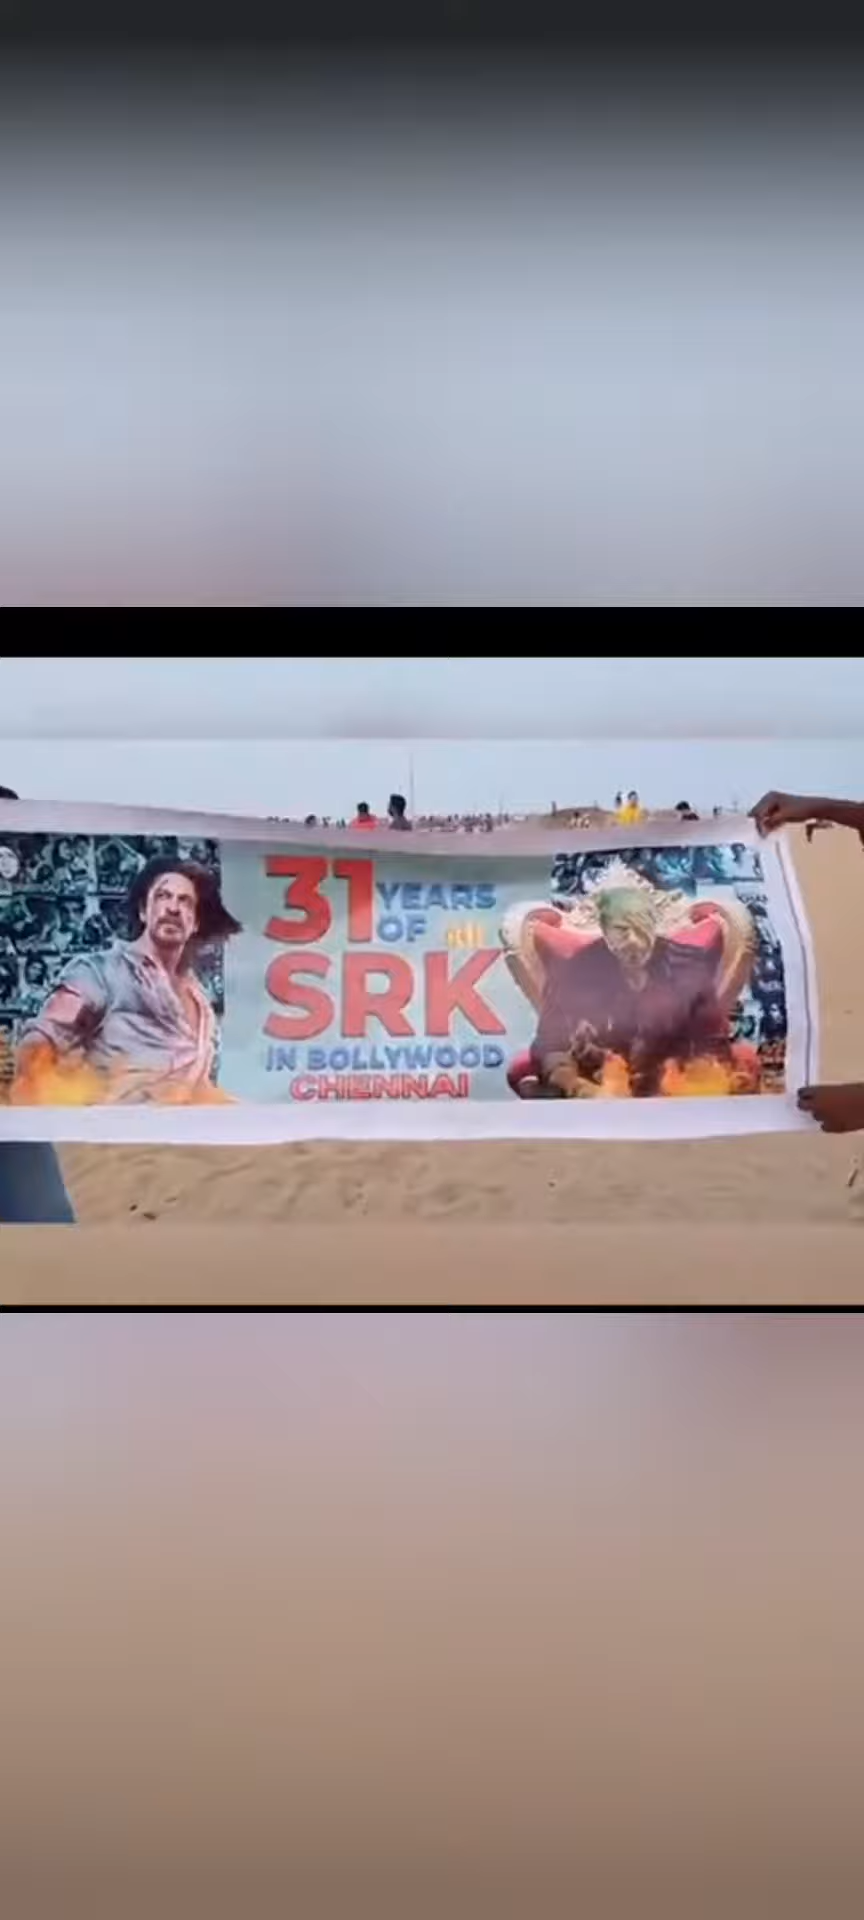 31 YEARS
OF
SRK
IN BOLLYWOOD
CHENNAI